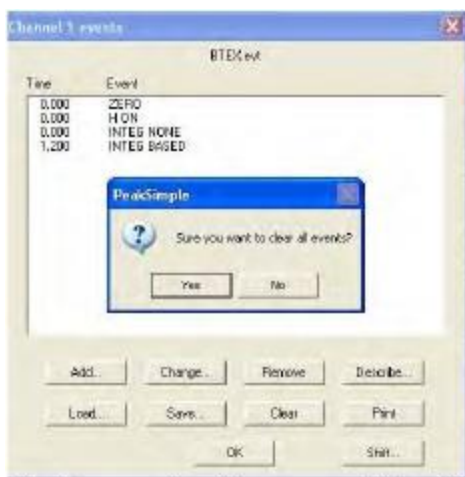 Channel 1 events
BTEX.evt
Time Event
0.000 ZERO
0.000 H ON
0.000 INTEG NONE
1.200 INTEG BASED
PeakSimple
Sure you want to clear all events?
Yes No
Add... Change... Remove Describe...
Load... Save... Clear Print
OK Shift...